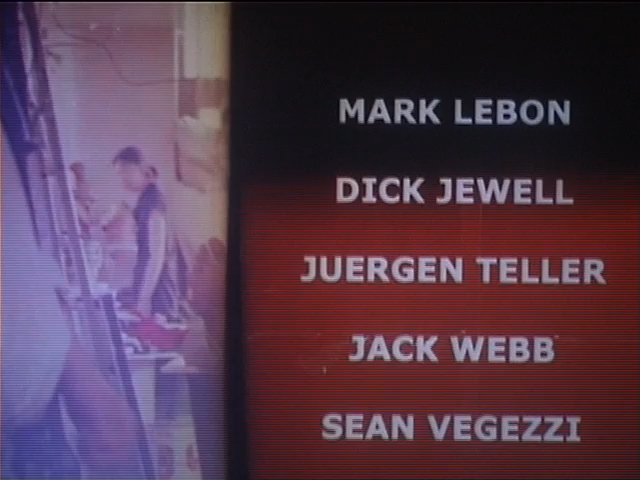 MARK LEBON
DICK JEWELL
JUERGEN TELLER
JACK WEBB
SEAN VEGEZZI